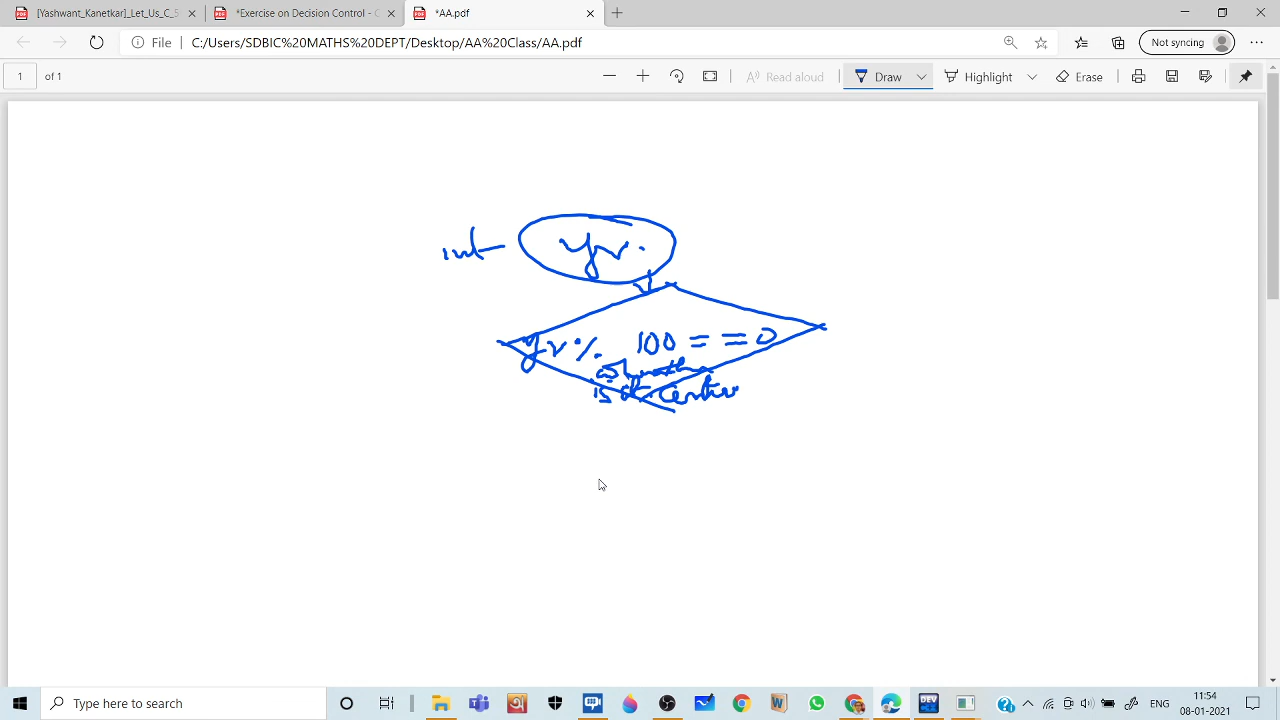 [Yashwant_Kanetkar]_Let_Us_C_5
*Exercise on Decision Control - C
*AA.pdf
File
C:/Users/SDBIC%20MATHS%20DEPT/Desktop/AA%20Class/AA.pdf
Not syncing
1
of 1
Read aloud
Draw
Highlight
Erase
int
yr.
yr % 100 = = 0
is
Type here to search
DEV
ENG
11:54
08-01-2021